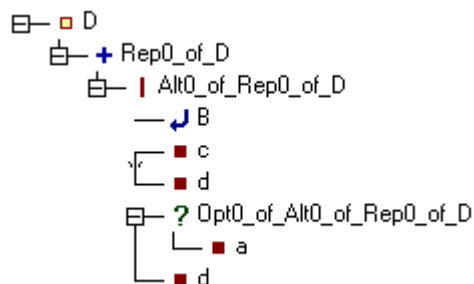 D
+ Rep0_of_D
| Alt0_of_Rep0_of_D
B
c
d
? Opt0_of_Alt0_of_Rep0_of_D
a
d